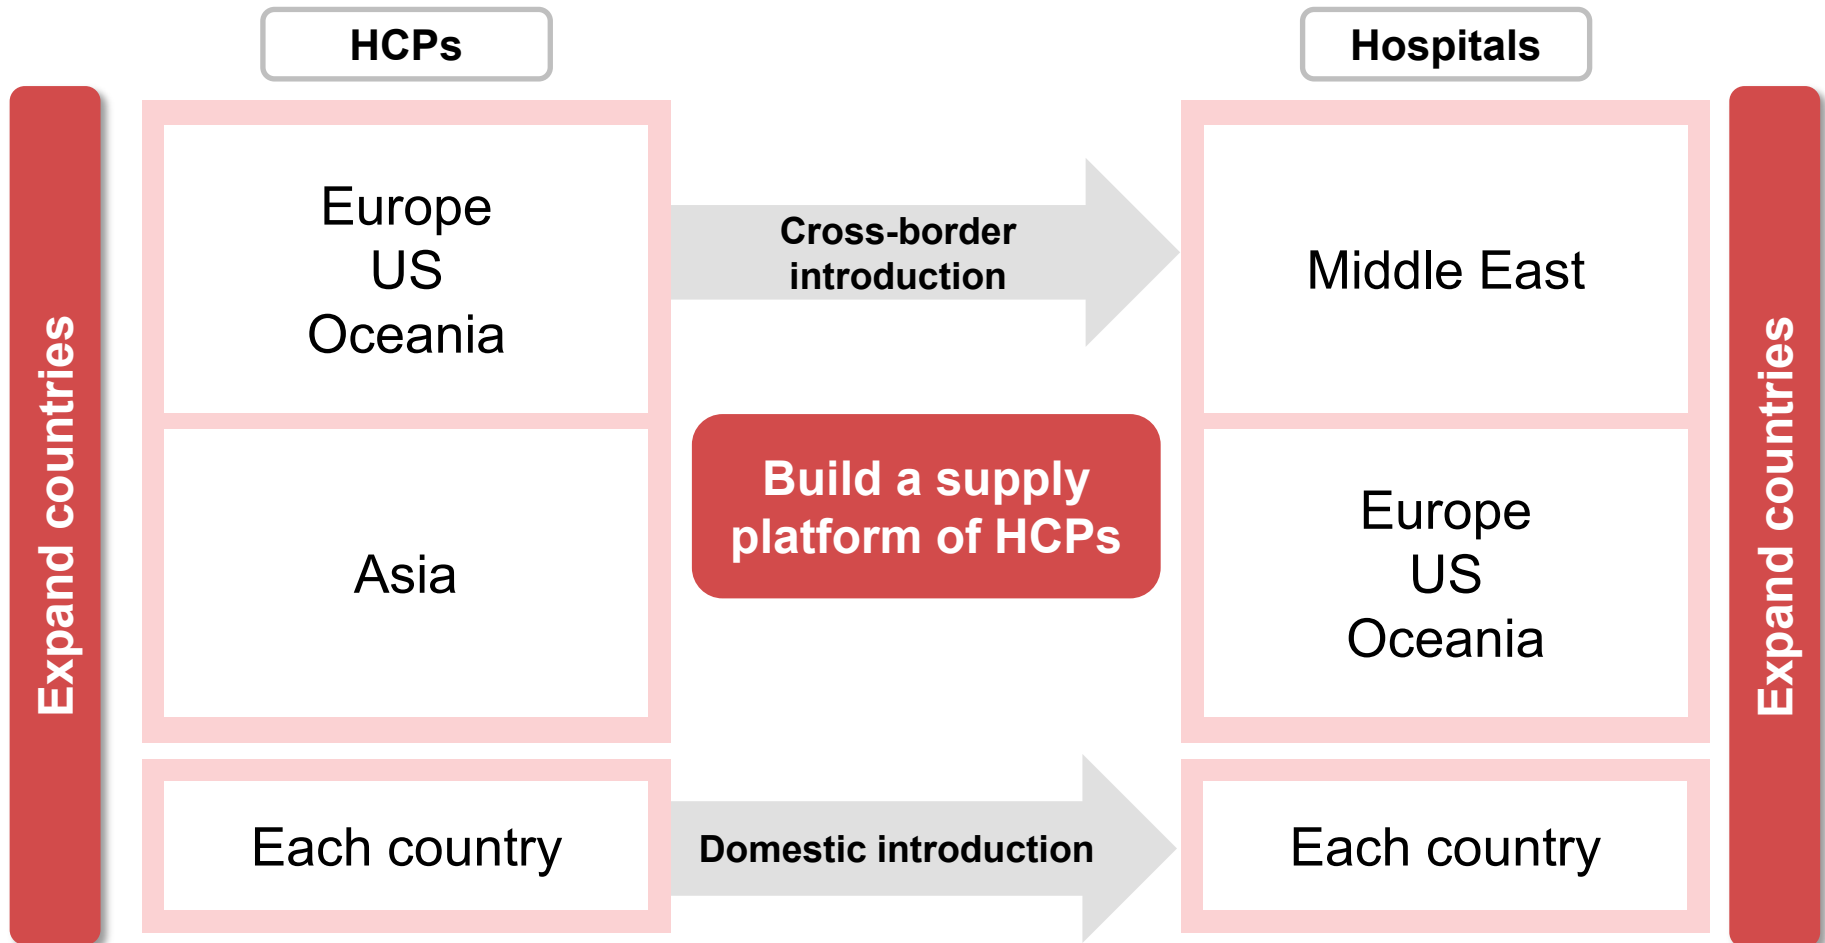 HCPs
Hospitals
Expand countries
Europe
US
Oceania
Cross-border
introduction
Middle East
Asia
Build a supply
platform of HCPs
Europe
US
Oceania
Each country
Domestic introduction
Each country
Expand countries